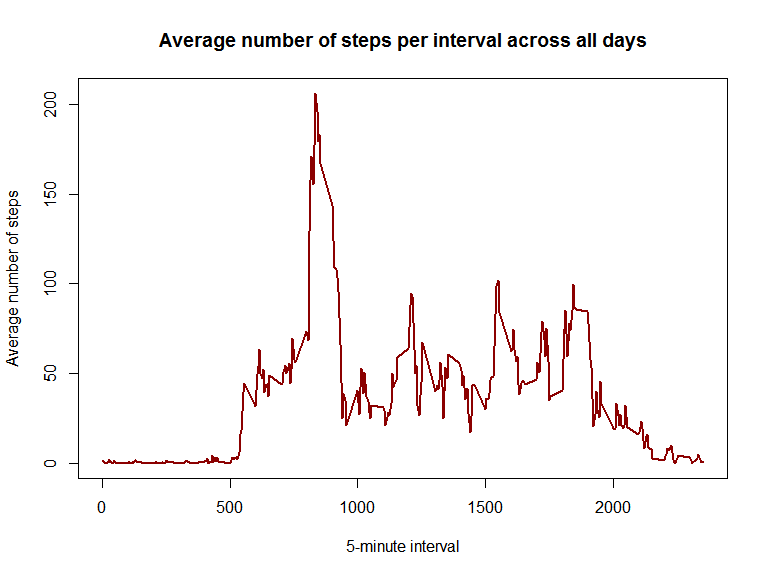 Average number of steps per interval across all days
Average number of steps
200
150
100
50
0
0 500 1000 1500 2000
5-minute interval